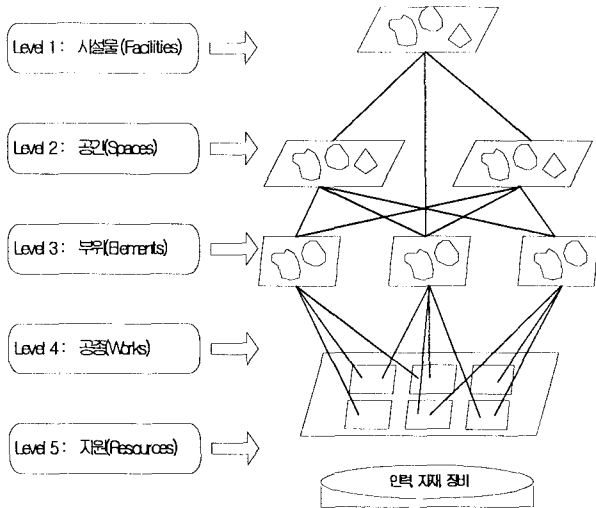 Level 1 : 시설물(Facilities)
Level 2 : 공간(Spaces)
Level 3 : 부위(Elements)
Level 4 : 공종(Works)
Level 5 : 자원(Resources)
인력, 자재, 장비